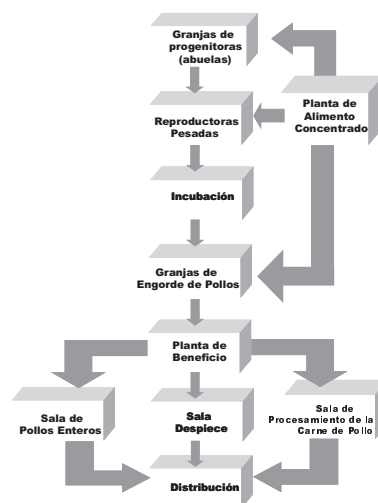 Granjas de
progenitoras
(abuelas)
Planta de
Alimento
Concentrado
Reproductoras
Pesadas
Incubación
Granjas de
Engorde de Pollos
Planta de
Beneficio
Sala de
Pollos Enteros
Sala
Despiece
Sala de
Procesamiento de la
Carne de Pollo
Distribución